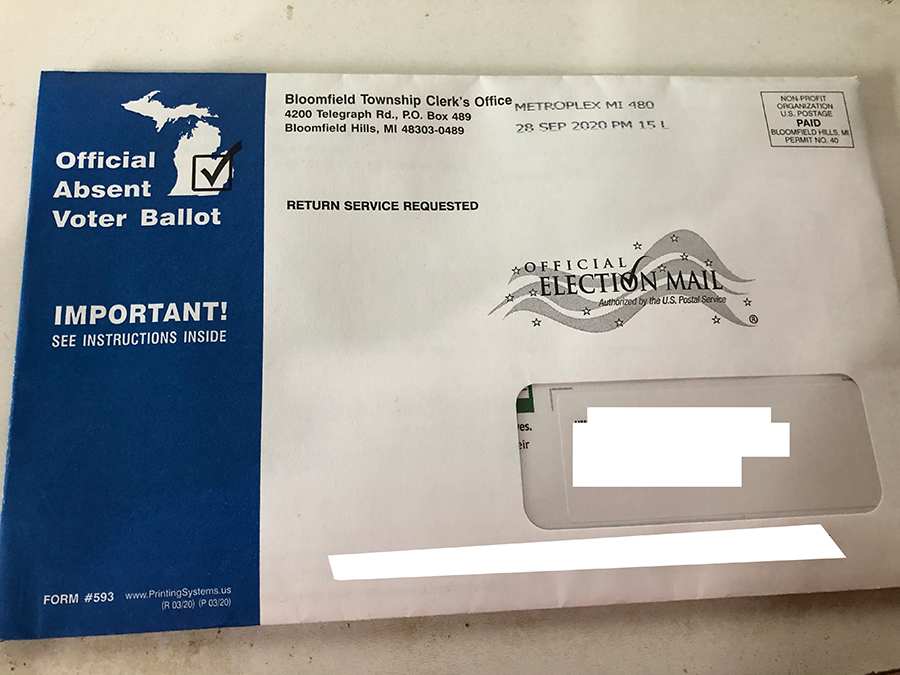 Official
Absent
Voter Ballot
IMPORTANT!
SEE INSTRUCTIONS INSIDE
FORM #593 www.PrintingSystems.us
(R 03/20) (P 03/20)
Bloomfield Township Clerk's Office
4200 Telegraph Rd., P.O. Box 489
Bloomfield Hills, MI 48303-0489
METROPLEX MI 480
28 SEP 2020 PM 15 L
NON-PROFIT
ORGANIZATION
U.S. POSTAGE
PAID
BLOOMFIELD HILLS, MI
PERMIT NO. 40
RETURN SERVICE REQUESTED
OFFICIAL
ELECTION MAIL
Authorized by the U.S. Postal Service
®